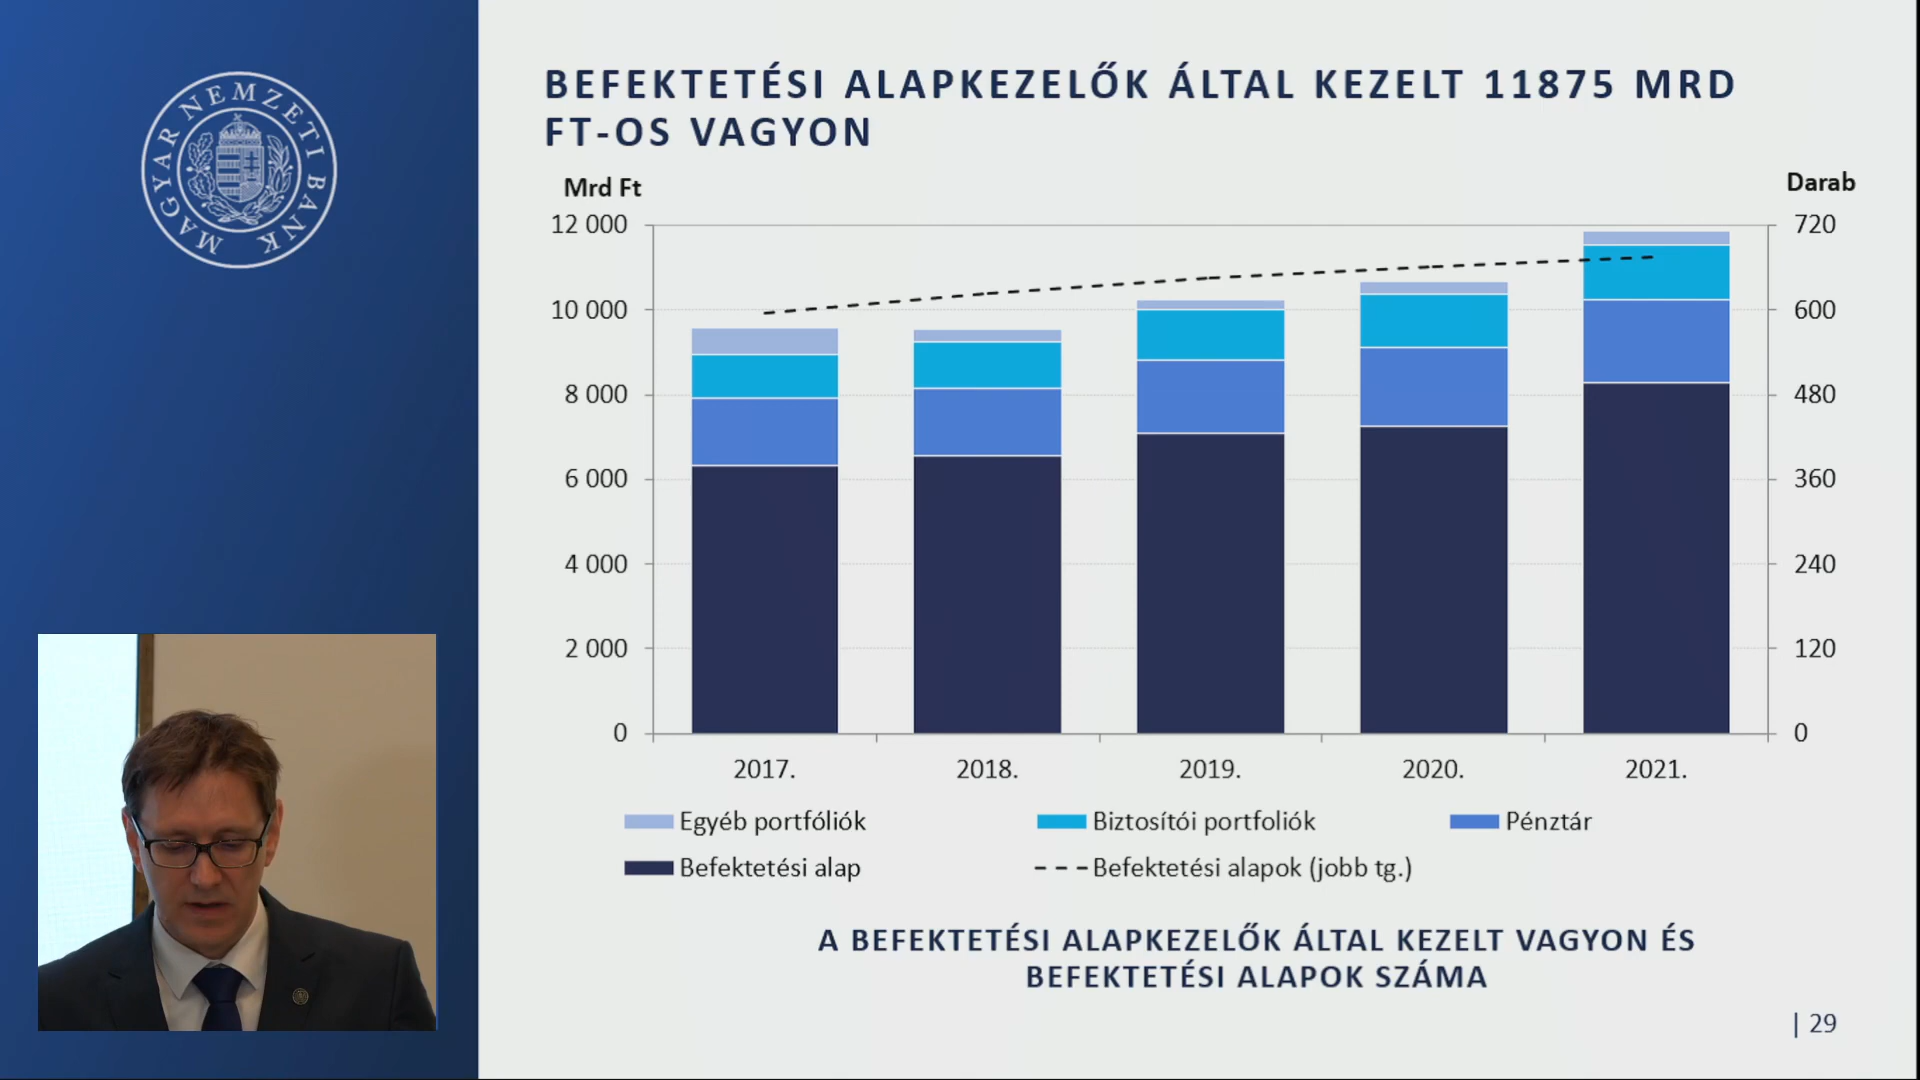 MAGYAR NEMZETI BANK
BEFEKTETÉSI ALAPKEZELŐK ÁLTAL KEZELT 11875 MRD
FT-OS VAGYON
Mrd Ft
Darab
12 000
720
10 000
600
8 000
480
6 000
360
4 000
240
2 000
120
0
0
2017.
2018.
2019.
2020.
2021.
Egyéb portfóliók
Biztosítói portfoliók
Pénztár
Befektetési alap
Befektetési alapok (jobb tg.)
A BEFEKTETÉSI ALAPKEZELŐK ÁLTAL KEZELT VAGYON ÉS
BEFEKTETÉSI ALAPOK SZÁMA
| 29